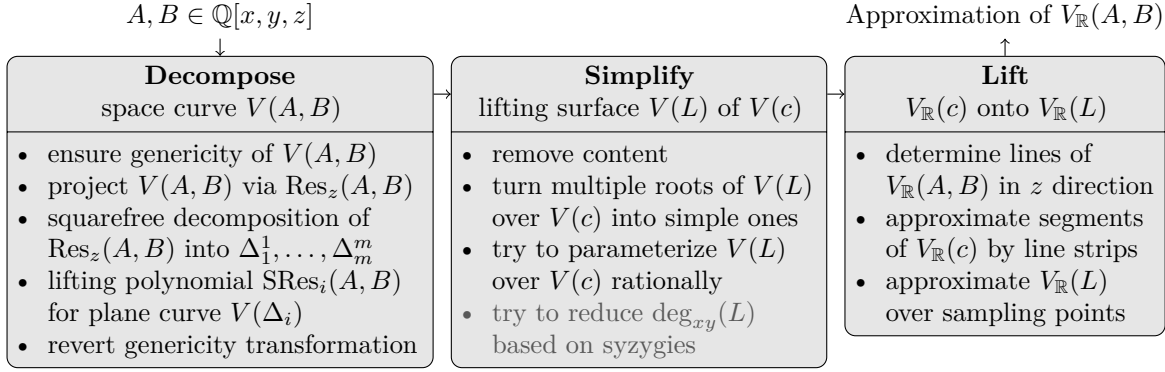 A, B ∈ ℚ[x, y, z]
Approximation of V_ℝ(A, B)
Decompose
space curve V(A, B)
• ensure genericity of V(A, B)
• project V(A, B) via Res_z(A, B)
• squarefree decomposition of
Res_z(A, B) into Δ_1^1, . . . , Δ_m^m
• lifting polynomial SRes_i(A, B)
for plane curve V(Δ_i)
• revert genericity transformation
Simplify
lifting surface V(L) of V(c)
• remove content
• turn multiple roots of V(L)
over V(c) into simple ones
• try to parameterize V(L)
over V(c) rationally
• try to reduce deg_xy(L)
based on syzygies
Lift
V_ℝ(c) onto V_ℝ(L)
• determine lines of
V_ℝ(A, B) in z direction
• approximate segments
of V_ℝ(c) by line strips
• approximate V_ℝ(L)
over sampling points